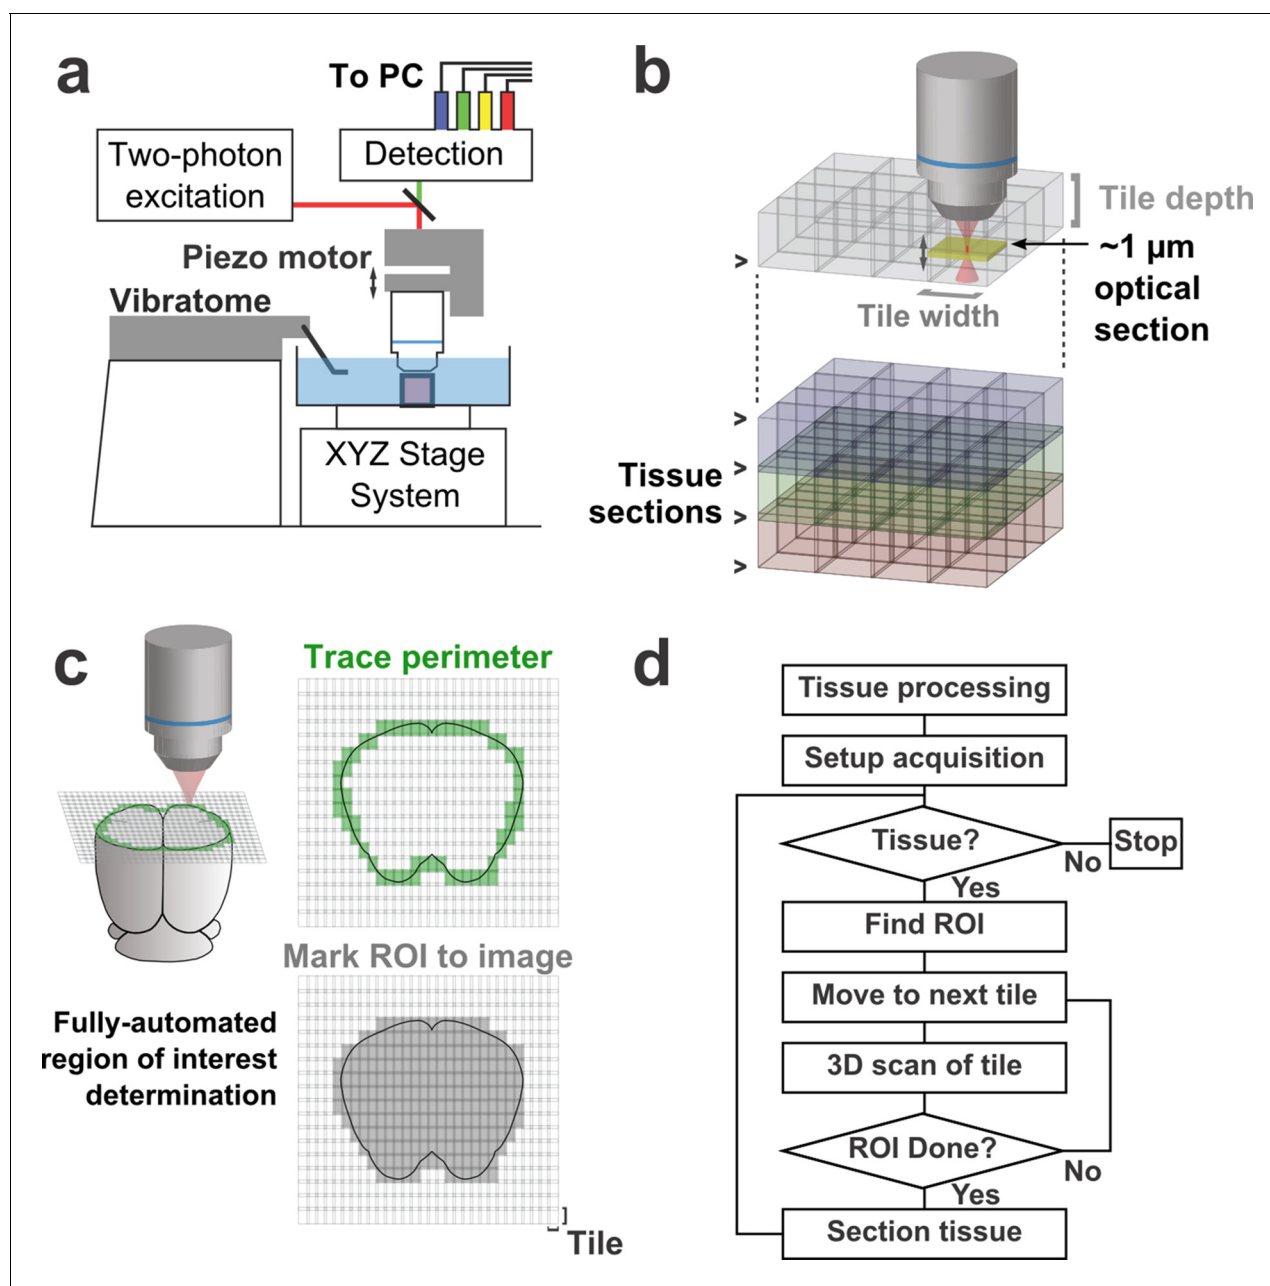 a
To PC
Two-photon
excitation
Detection
Piezo motor
Vibratome
XYZ Stage
System
b
Tile depth
~1 µm
optical
section
>
Tile width
>
>
Tissue
sections
>
>
c
Trace perimeter
Mark ROI to image
Fully-automated
region of interest
determination
Tile
d
Tissue processing
Setup acquisition
Tissue?
No
Stop
Yes
Find ROI
Move to next tile
3D scan of tile
ROI Done?
No
Yes
Section tissue